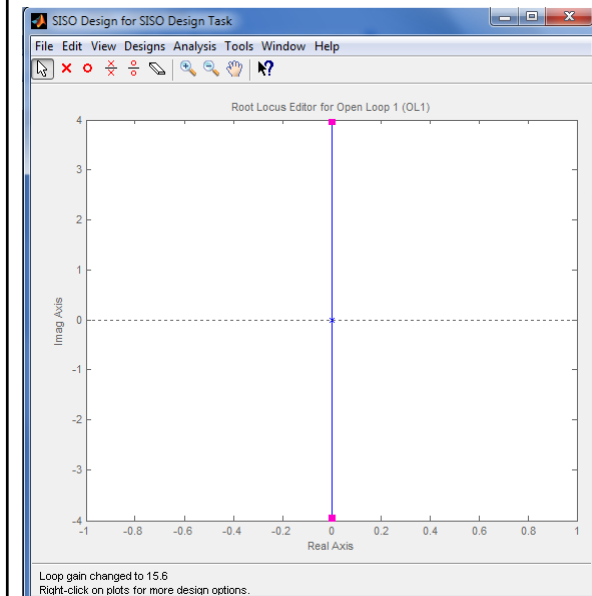 SISO Design for SISO Design Task
File Edit View Designs Analysis Tools Window Help
Root Locus Editor for Open Loop 1 (OL1)
4
3
2
1
0
-1
-2
-3
-4
Imag Axis
-1 -0.8 -0.6 -0.4 -0.2 0 0.2 0.4 0.6 0.8 1
Real Axis
Loop gain changed to 15.6
Right-click on plots for more design options.